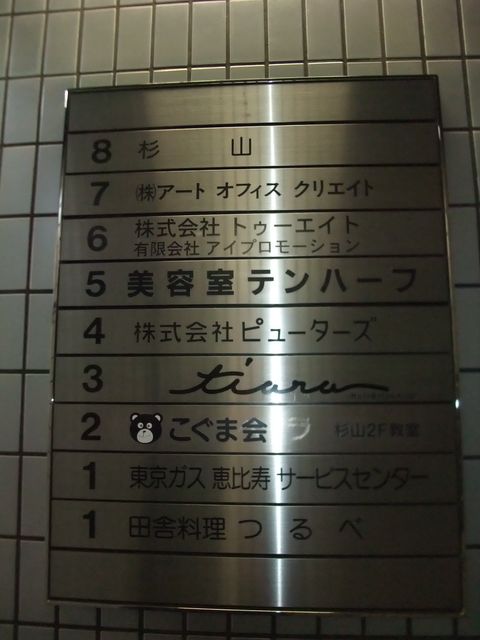 8 杉 山
7 ㈱アート オフィス クリエイト
6 株式会社 トゥーエイト
有限会社 アイプロモーション
5 美容室テンハーフ
4 株式会社ピューターズ
3 tiara
2 こぐま会 杉山2F教室
1 東京ガス 恵比寿 サービスセンター
1 田舎料理 つ る べ